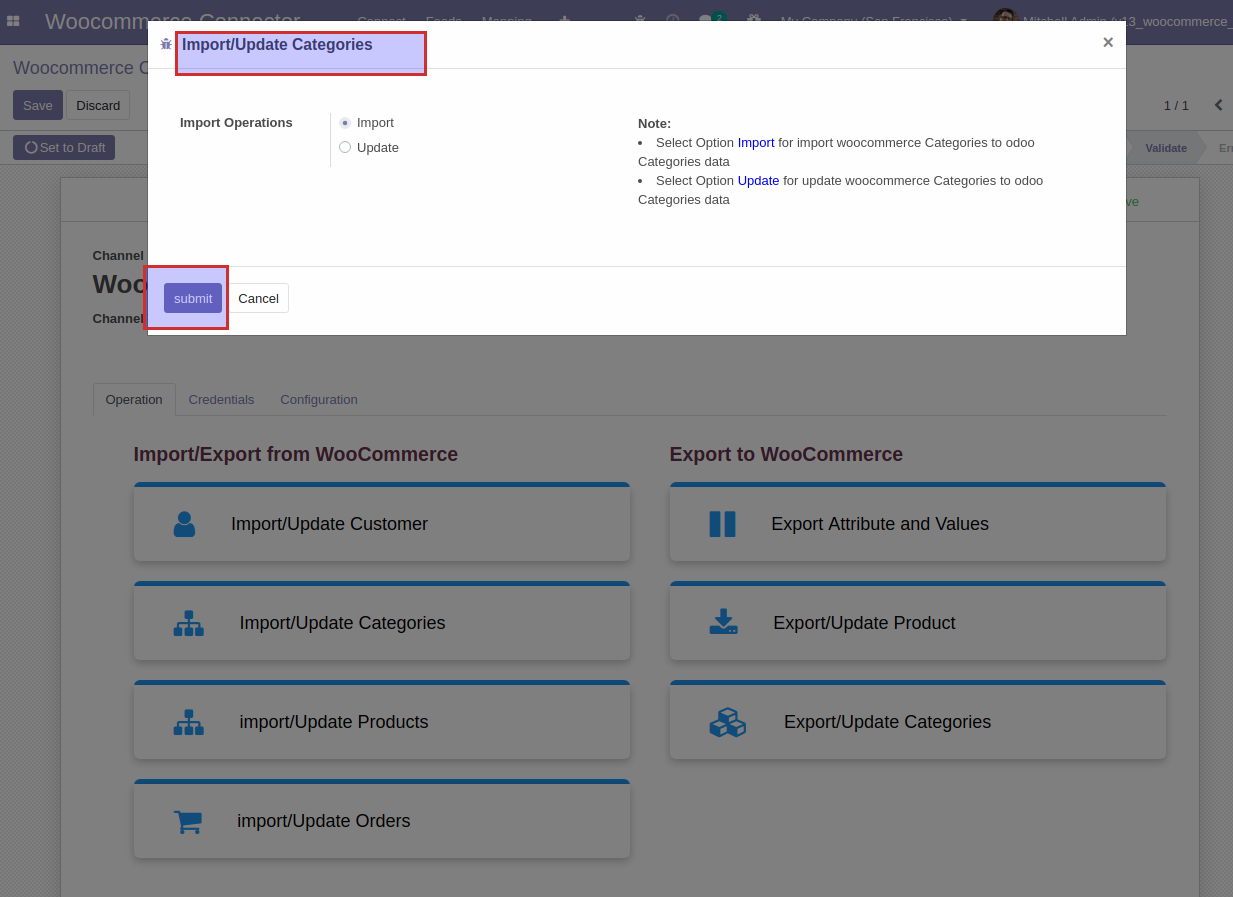 Woocommerce Connector Connect Feeds Mapping 2 My Company (San Francisco) Mitchell Admin (v13_woocommerce_
Import/Update Categories ×
Woocommerce C
Save Discard 1 / 1
Import Operations Import
Update
Note:
• Select Option Import for import woocommerce Categories to odoo
Categories data
• Select Option Update for update woocommerce Categories to odoo
Categories data
Set to Draft Validate Err
ve
Channel
Woo
Channel
submit Cancel
Operation Credentials Configuration
Import/Export from WooCommerce Export to WooCommerce
Import/Update Customer Export Attribute and Values
Import/Update Categories Export/Update Product
import/Update Products Export/Update Categories
import/Update Orders